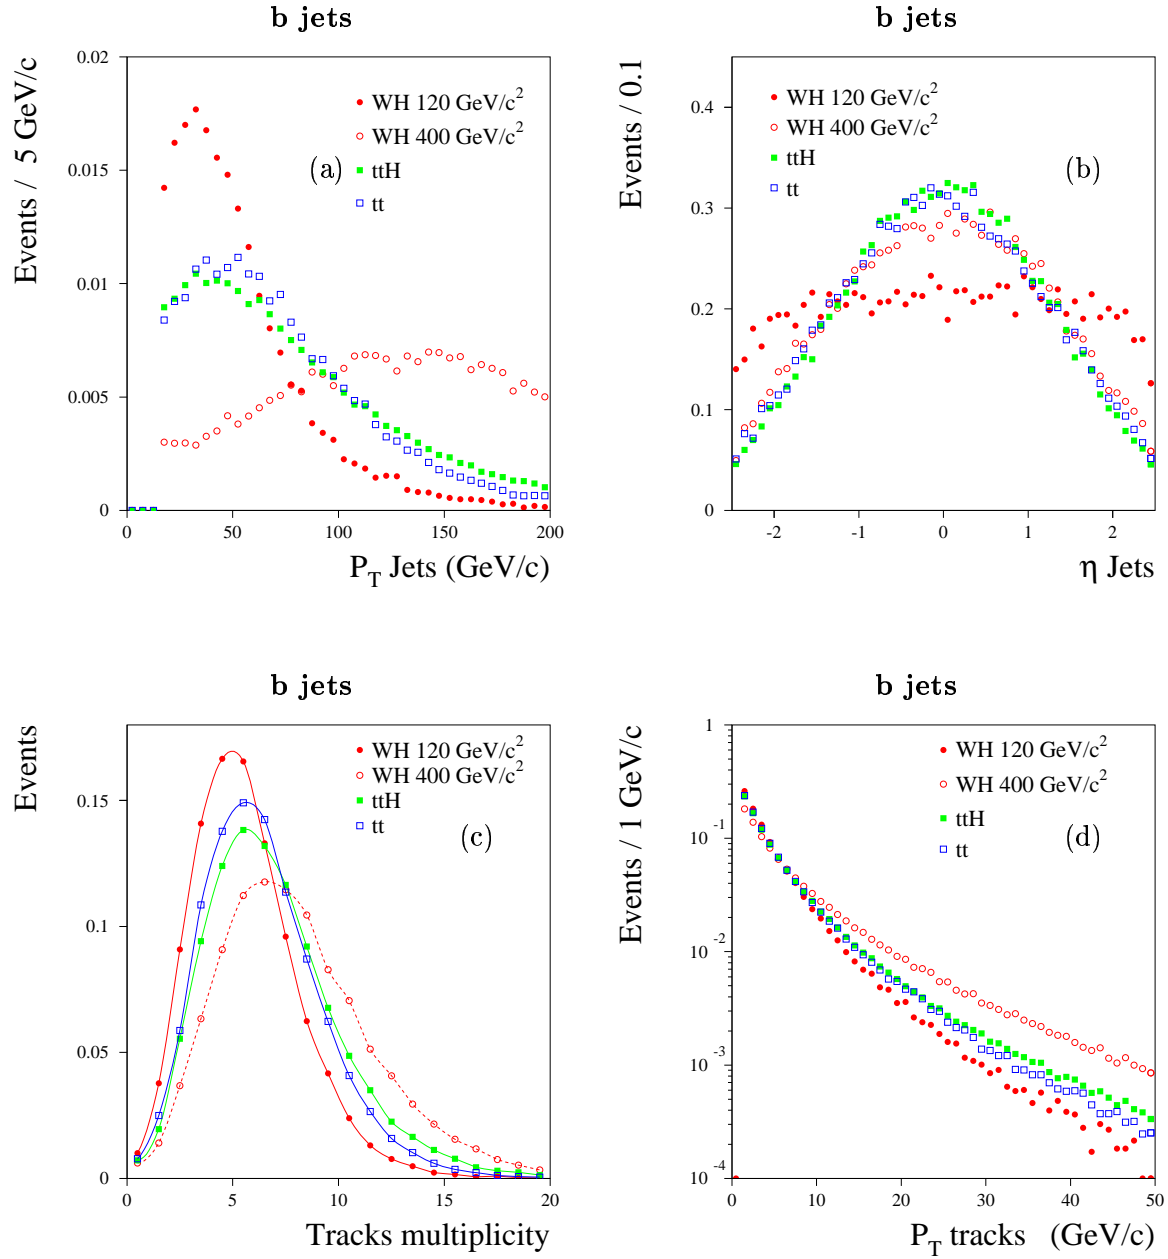 b jets
Events / 5 GeV/c
0.02
0.015
0.01
0.005
0
WH 120 GeV/c²
WH 400 GeV/c²
ttH
tt
(a)
0 50 100 150 200
P_T Jets (GeV/c)
b jets
Events / 0.1
0.4
0.3
0.2
0.1
0
WH 120 GeV/c²
WH 400 GeV/c²
ttH
tt
(b)
-2 -1 0 1 2
η Jets
b jets
Events
0.15
0.1
0.05
0
WH 120 GeV/c²
WH 400 GeV/c²
ttH
tt
(c)
0 5 10 15 20
Tracks multiplicity
b jets
Events / 1 GeV/c
1
10⁻¹
10⁻²
10⁻³
10⁻⁴
WH 120 GeV/c²
WH 400 GeV/c²
ttH
tt
(d)
0 10 20 30 40 50
P_T tracks (GeV/c)